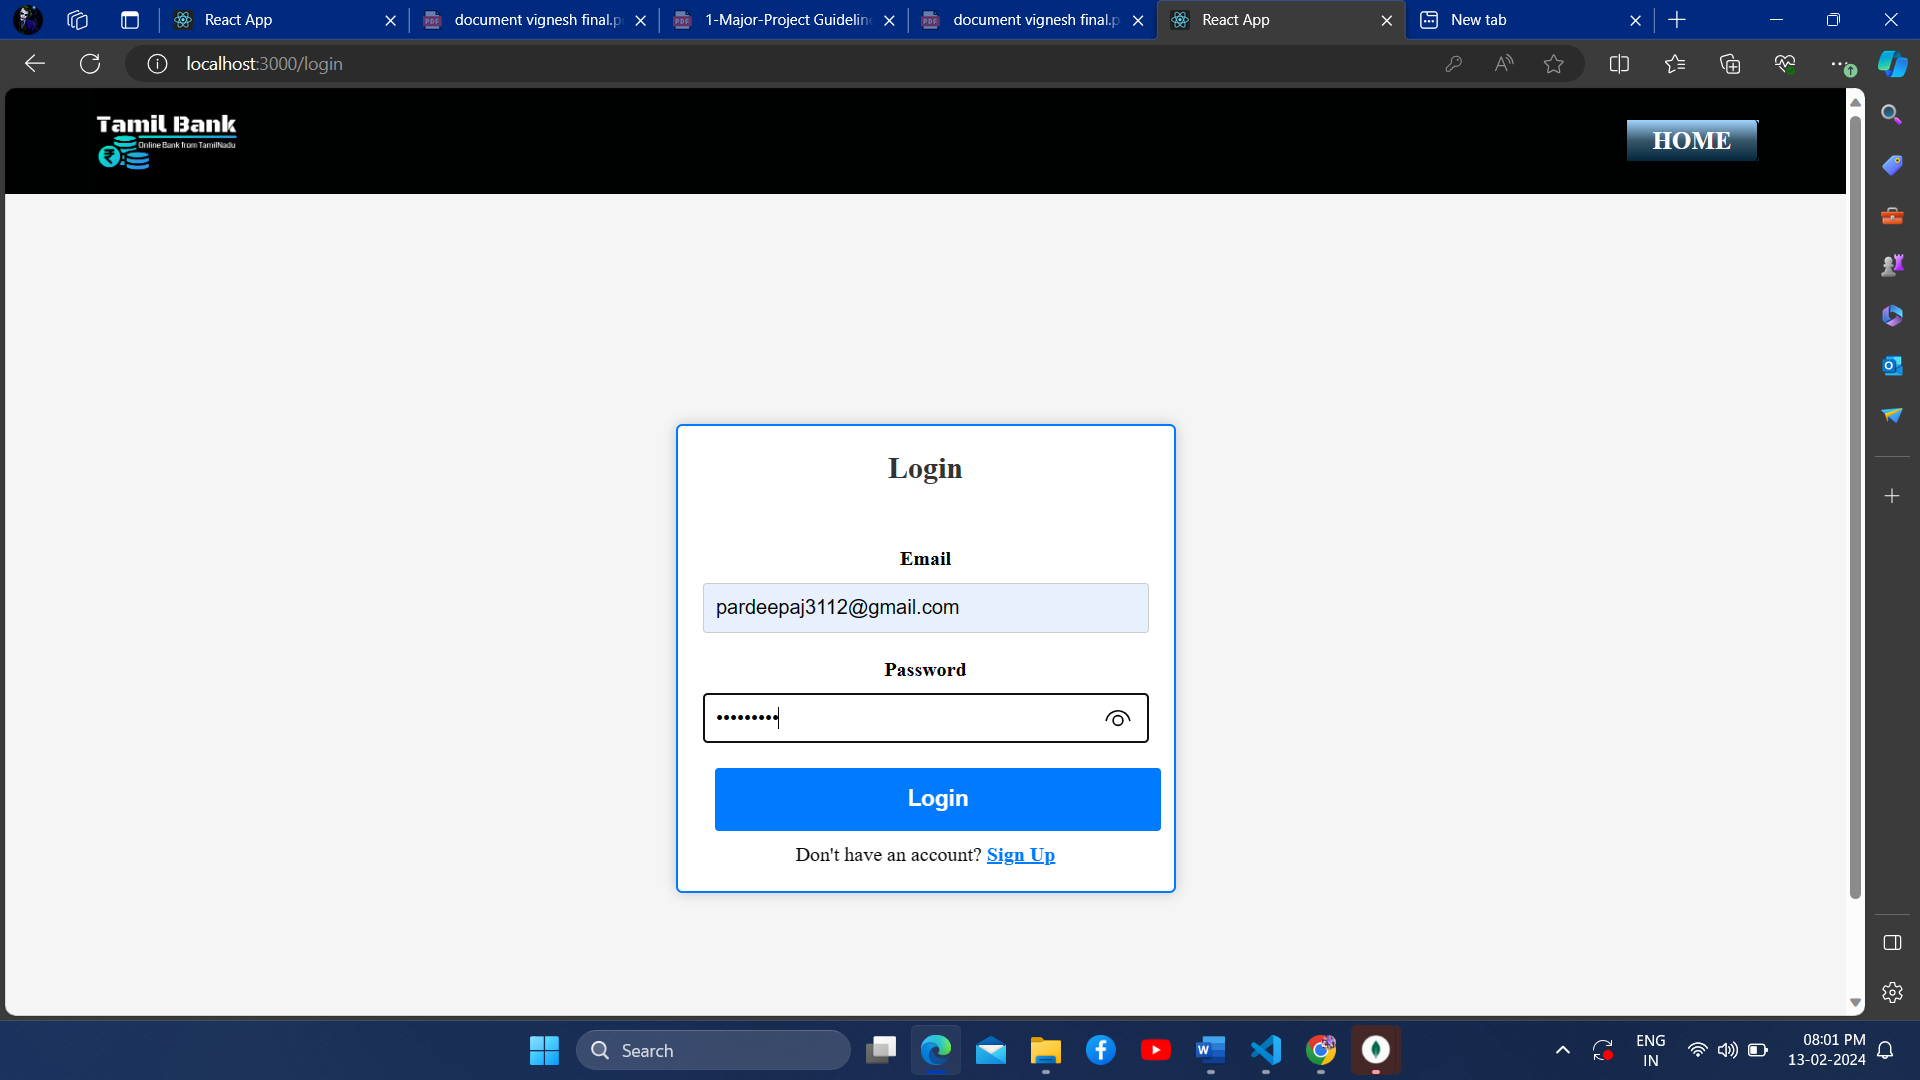 React App
document vignesh final.p
1-Major-Project Guideline
document vignesh final.p
React App
New tab
localhost:3000/login
Tamil Bank
Online Bank from TamilNadu
HOME
Login
Email
pardeepaj3112@gmail.com
Password
•••••••••
Login
Don't have an account? Sign Up
Search
ENG
IN
08:01 PM
13-02-2024